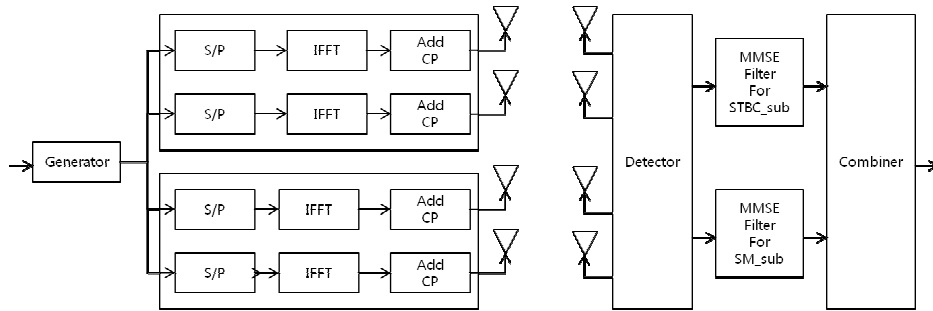 Generator
S/P
IFFT
Add
CP
S/P
IFFT
Add
CP
S/P
IFFT
Add
CP
S/P
IFFT
Add
CP
Detector
MMSE
Filter
For
STBC_sub
MMSE
Filter
For
SM_sub
Combiner